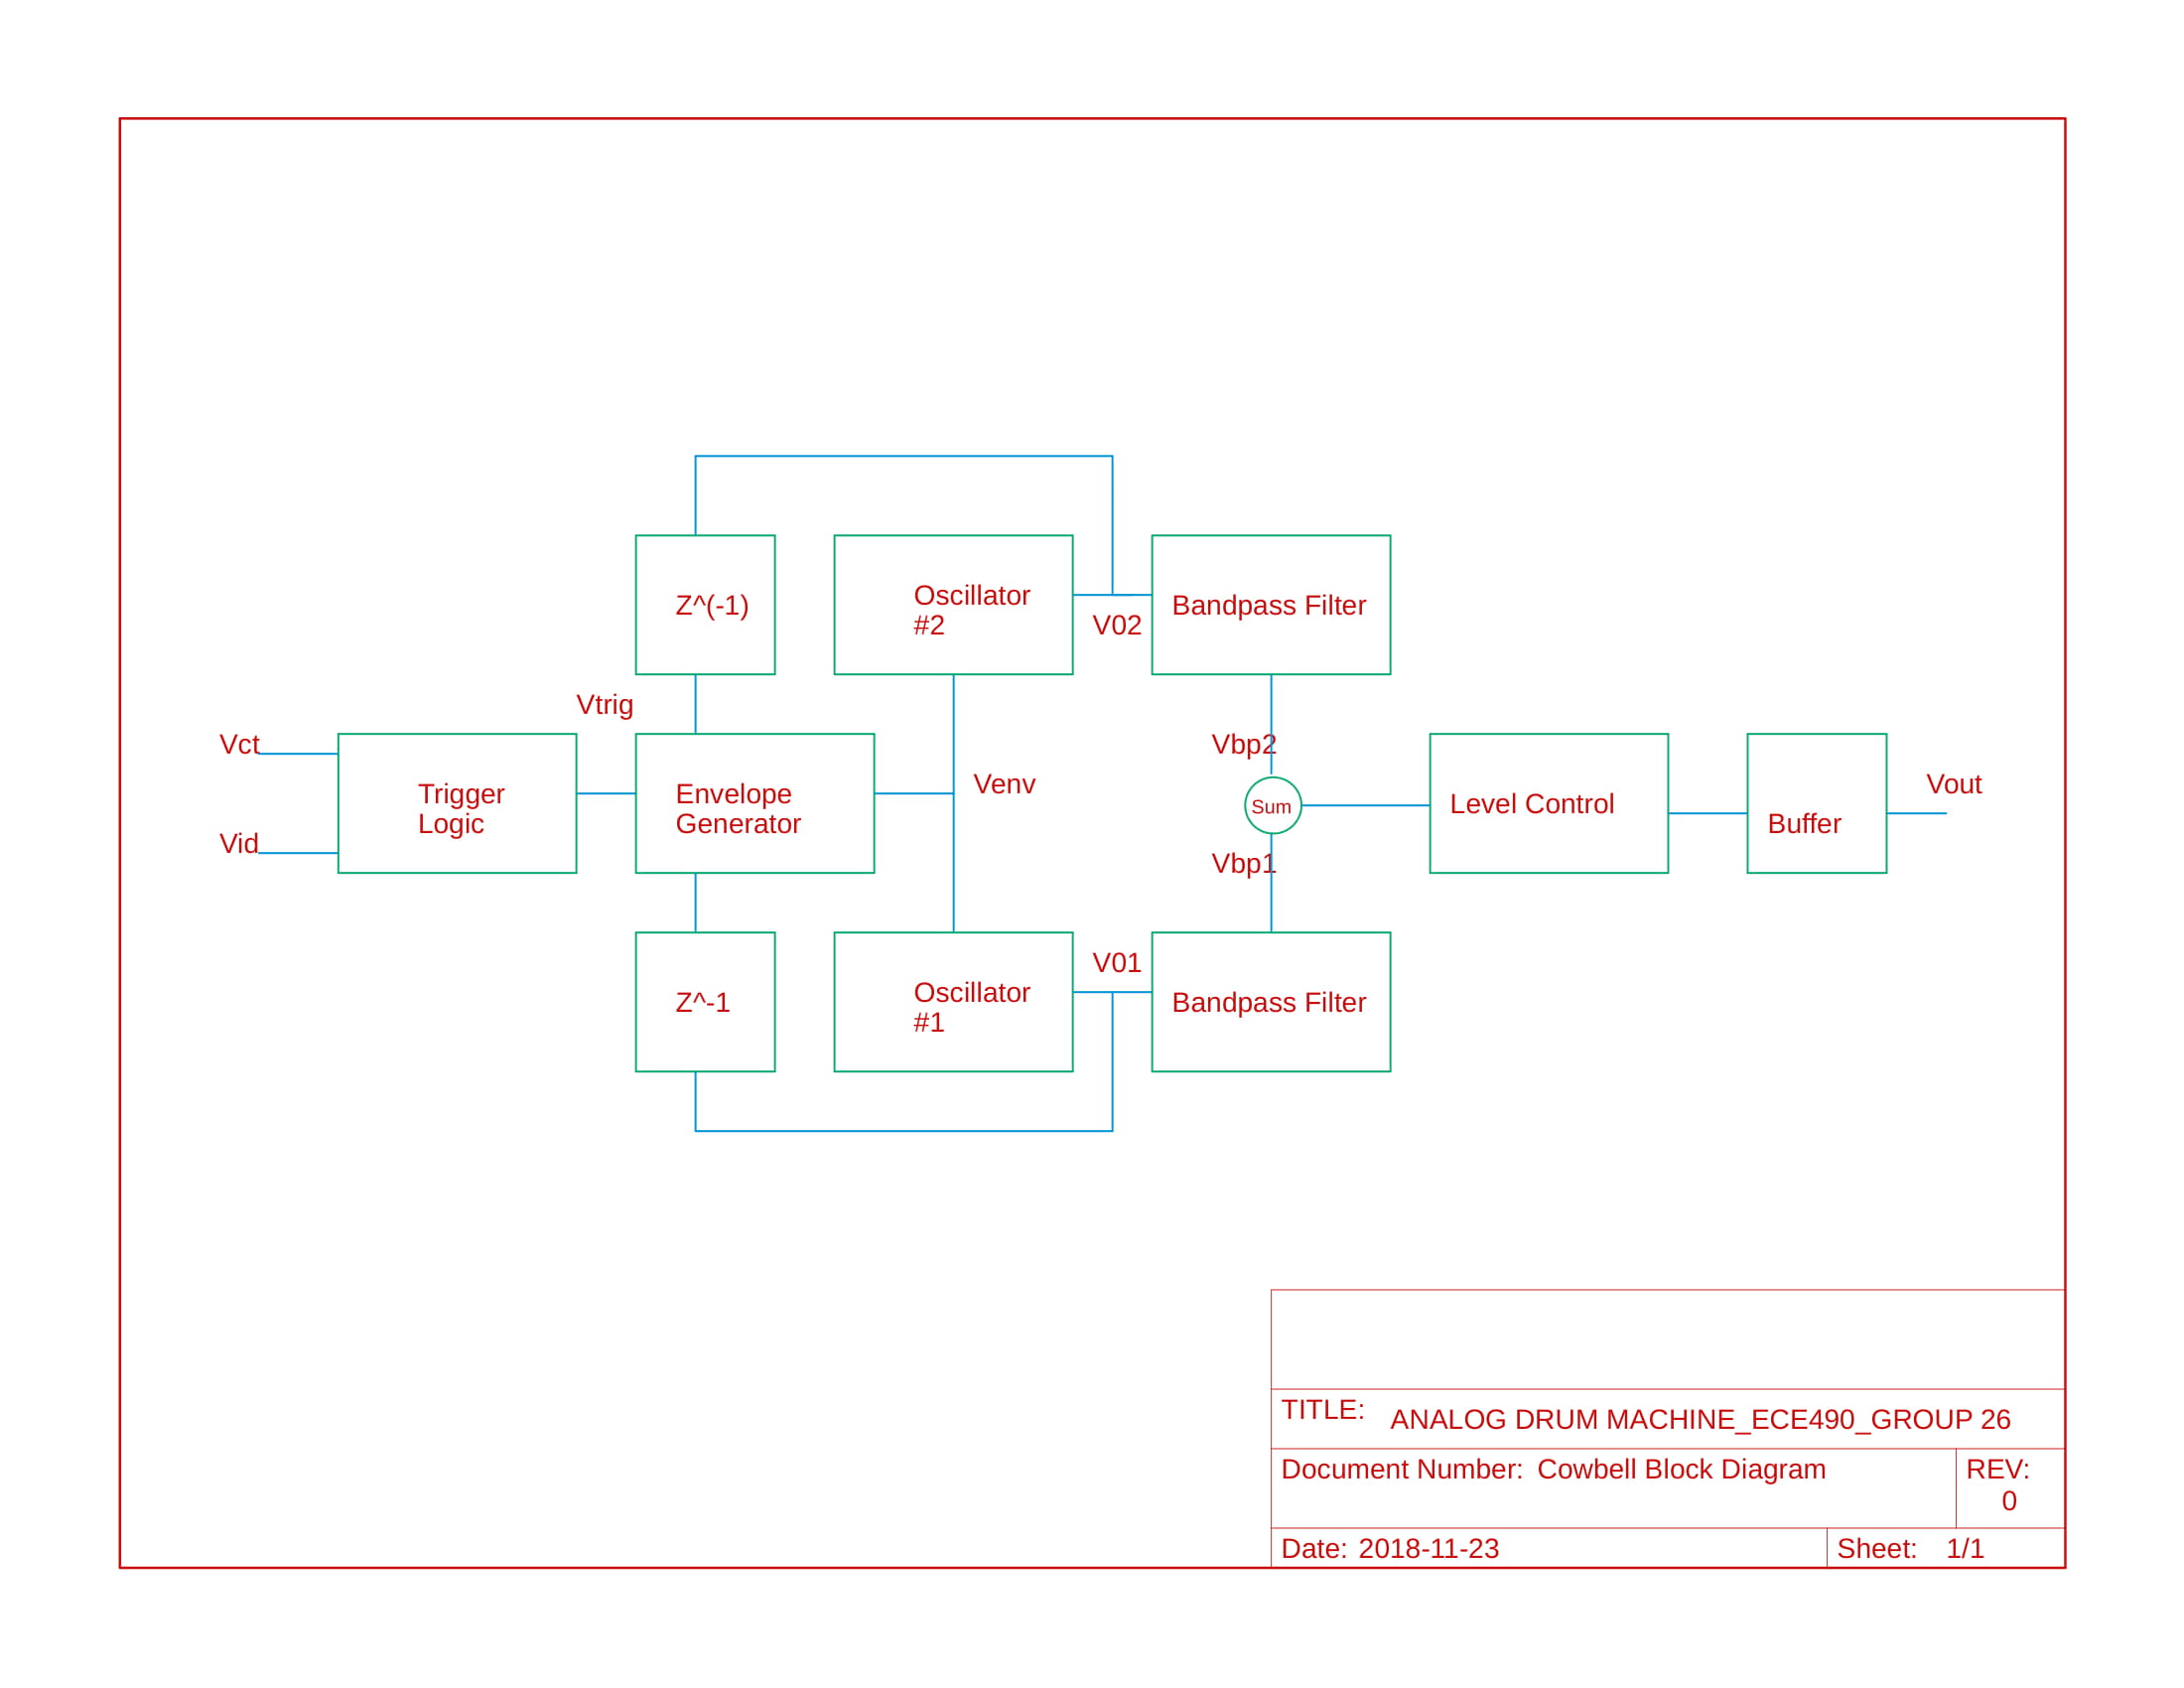 Z^(-1)
Oscillator
#2
V02
Bandpass Filter
Vtrig
Vct
Vid
Trigger
Logic
Envelope
Generator
Venv
Vbp2
Sum
Vbp1
Level Control
Buffer
Vout
Z^-1
Oscillator
#1
V01
Bandpass Filter
TITLE: ANALOG DRUM MACHINE_ECE490_GROUP 26
Document Number: Cowbell Block Diagram
REV:
0
Date: 2018-11-23
Sheet: 1/1